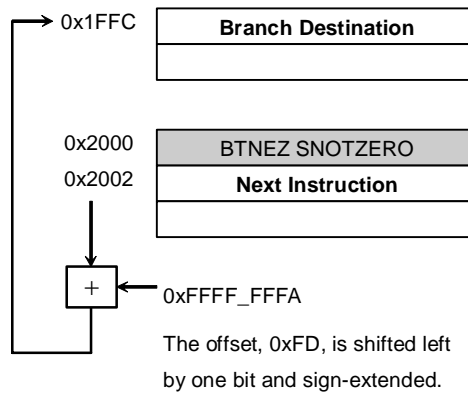 0x1FFC
Branch Destination
0x2000
BTNEZ SNOTZERO
0x2002
Next Instruction
+
0xFFFF_FFFA
The offset, 0xFD, is shifted left
by one bit and sign-extended.